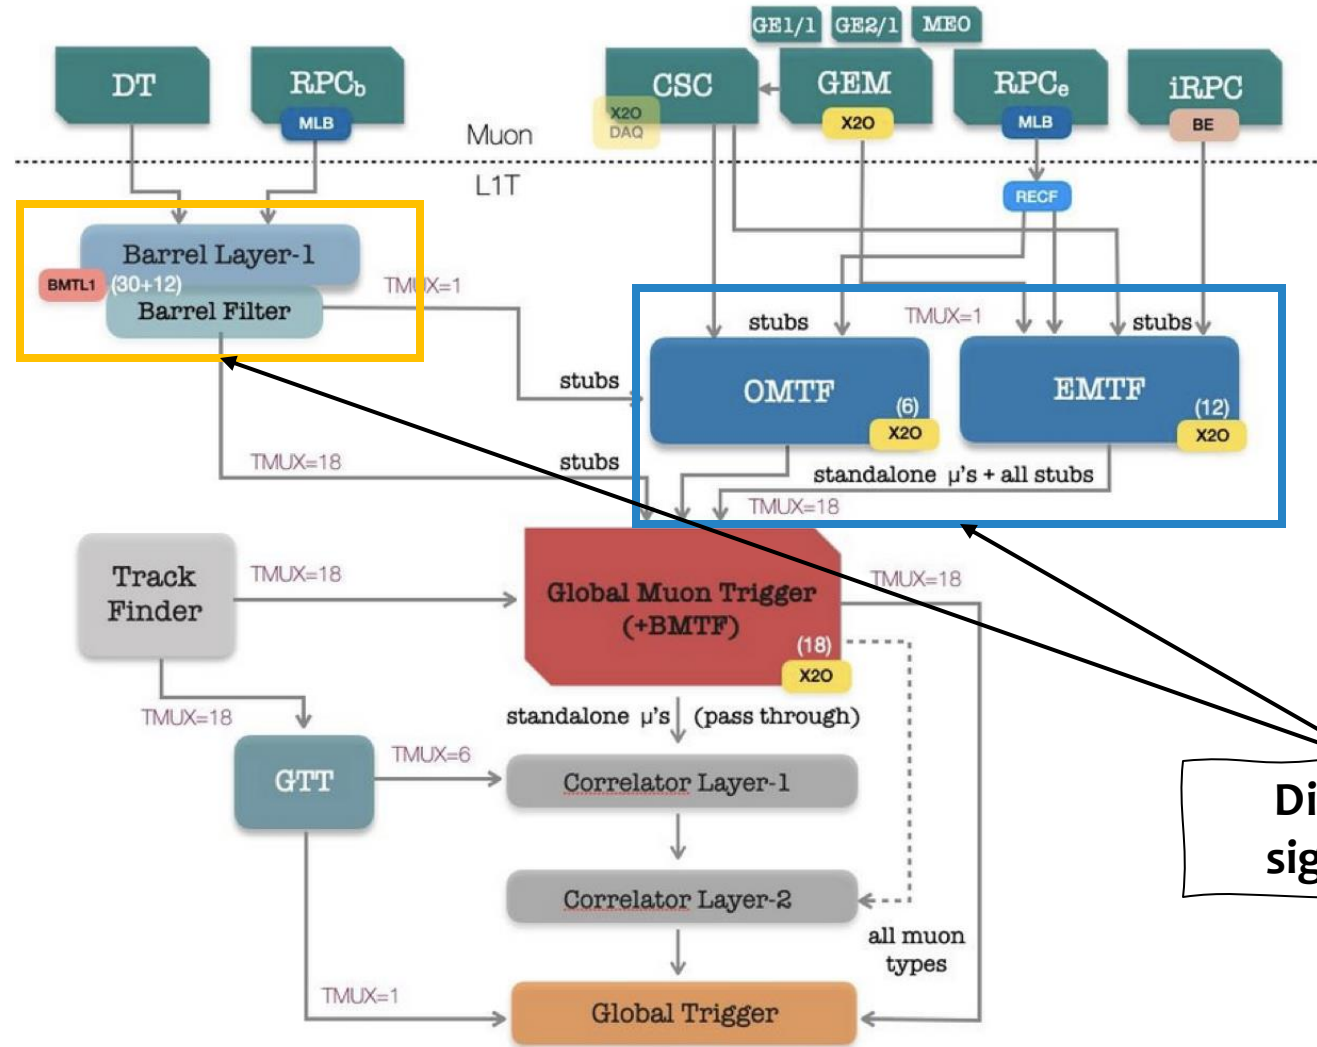 GE1/1 GE2/1 ME0
DT RPCb CSC GEM RPCe iRPC
MLB X2O DAQ X2O MLB BE
Muon
L1T
RECF
Barrel Layer-1
BMTL1 (30+12) TMUX=1
Barrel Filter
stubs TMUX=1 stubs
stubs
OMTF EMTF
(6) (12)
X2O X2O
TMUX=18 stubs
standalone μ's + all stubs
TMUX=18
Track
Finder
TMUX=18
Global Muon Trigger
(+BMTF)
TMUX=18
(18)
X2O
TMUX=18
standalone μ's (pass through)
GTT
TMUX=6
Correlator Layer-1
Correlator Layer-2
all muon
types
TMUX=1
Global Trigger
Di
sig